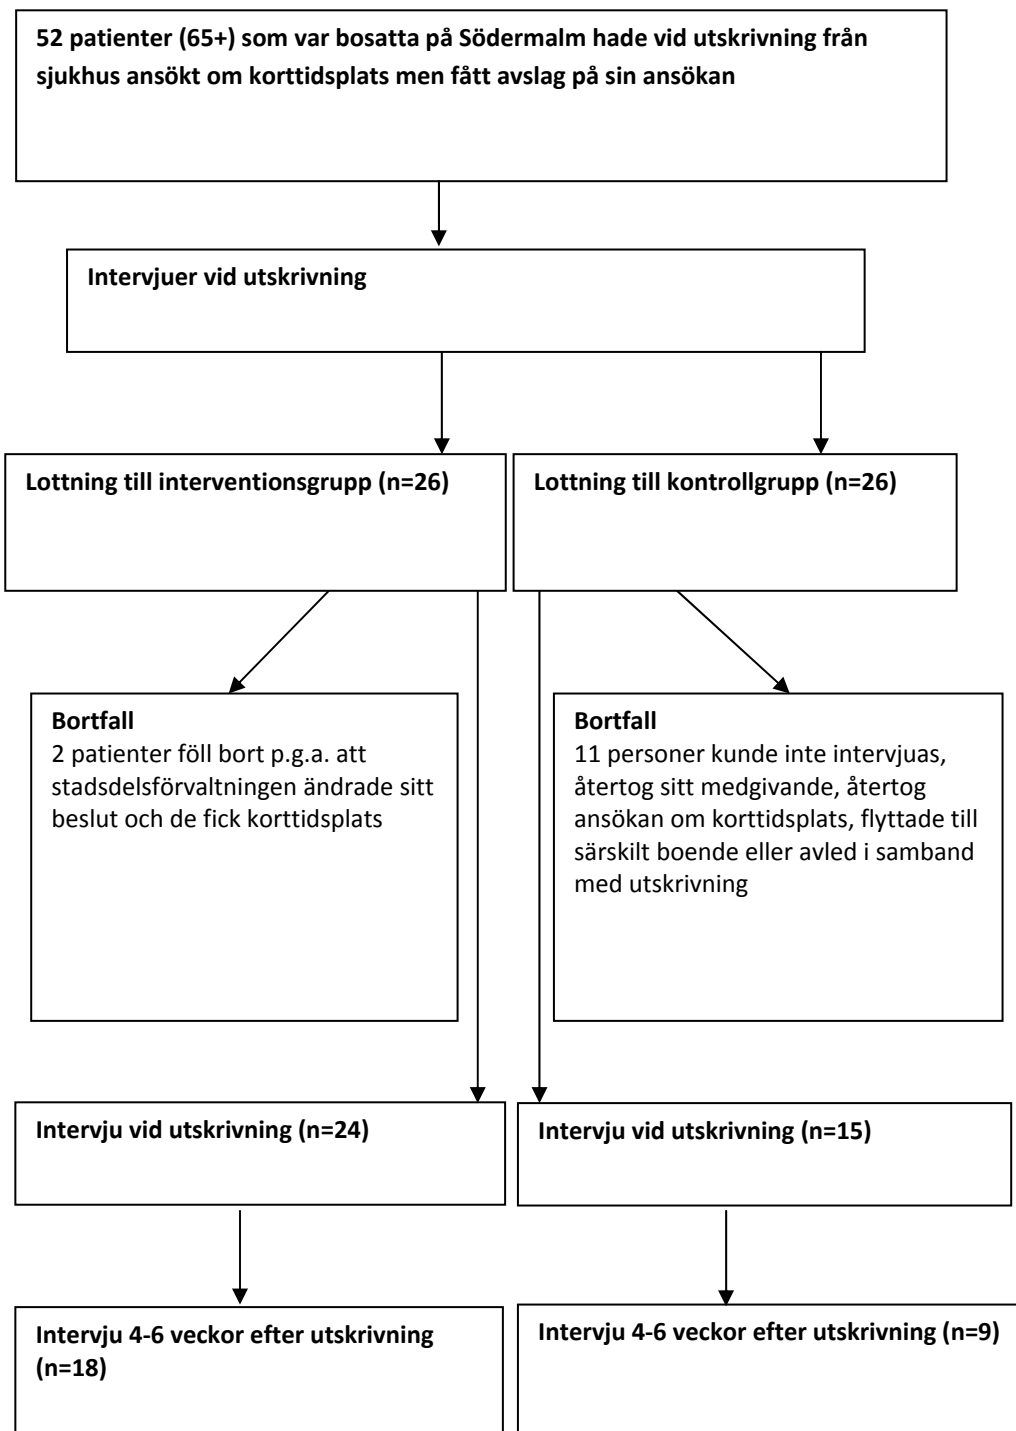 52 patienter (65+) som var bosatta på Södermalm hade vid utskrivning från
sjukhus ansökt om korttidsplats men fått avslag på sin ansökan
Intervjuer vid utskrivning
Lottning till interventionsgrupp (n=26)
Lottning till kontrollgrupp (n=26)
Bortfall
2 patienter föll bort p.g.a. att
stadsdelsförvaltningen ändrade sitt
beslut och de fick korttidsplats
Bortfall
11 personer kunde inte intervjuas,
återtog sitt medgivande, återtog
ansökan om korttidsplats, flyttade till
särskilt boende eller avled i samband
med utskrivning
Intervju vid utskrivning (n=24)
Intervju vid utskrivning (n=15)
Intervju 4-6 veckor efter utskrivning
(n=18)
Intervju 4-6 veckor efter utskrivning (n=9)